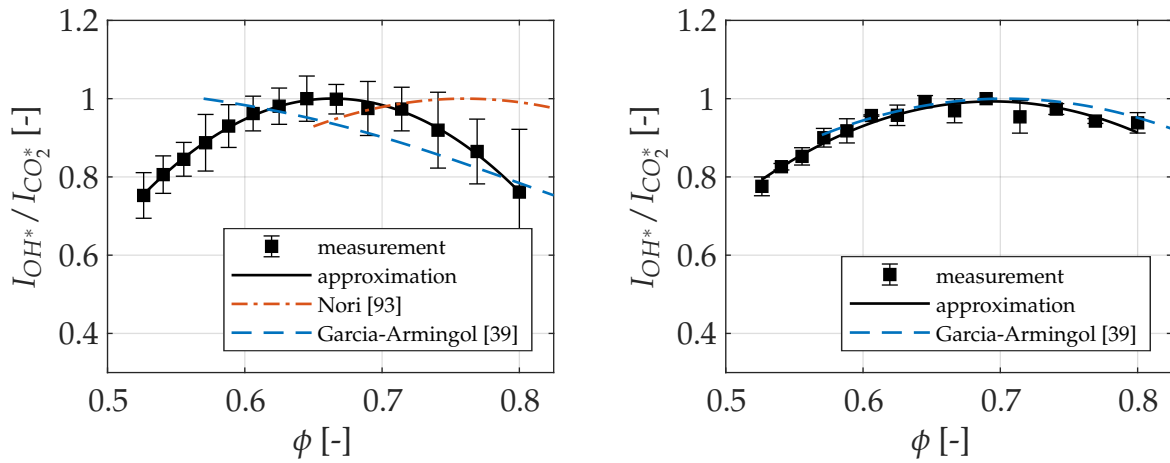 I_{OH*} / I_{CO_2^*} [-]
1.2
1
0.8
0.6
0.4
measurement
approximation
Nori [93]
Garcia-Armingol [39]
0.5 0.6 0.7 0.8
ϕ [-]
I_{OH*} / I_{CO_2^*} [-]
1.2
1
0.8
0.6
0.4
measurement
approximation
Garcia-Armingol [39]
0.5 0.6 0.7 0.8
ϕ [-]